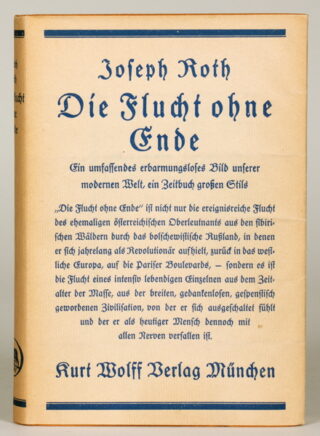 Joseph Roth
Die Flucht ohne
Ende
Ein umfassendes erbarmungsloses Bild unserer
modernen Welt, ein Zeitbuch großen Stils
„Die Flucht ohne Ende“ ist nicht nur die ereignisreiche Flucht
des ehemaligen österreichischen Oberleutnants aus den sibiri-
schen Wäldern durch das bolschewistische Rußland, in denen
er sich jahrelang als Revolutionär aufhielt, zurück in das west-
liche Europa, auf die Pariser Boulevards, – sondern es ist
die Flucht eines intensiv lebendigen Einzelnen aus dem Zeit-
alter der Masse, aus der breiten, gedankenlosen, gespenstisch
gewordenen Zivilisation, von der er sich ausgeschaltet fühlt
und der er als heutiger Mensch dennoch mit
allen Nerven verfallen ist.
Kurt Wolff Verlag München